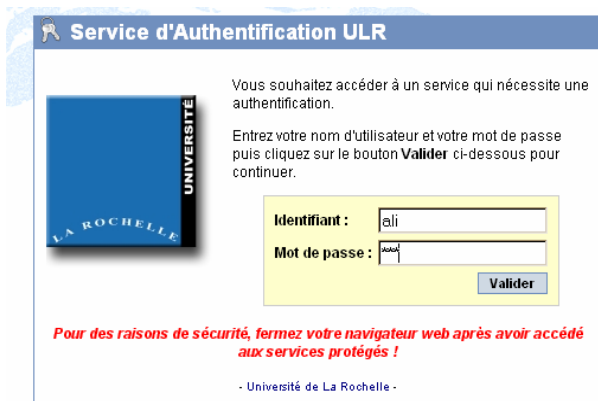 Service d'Authentification ULR
Vous souhaitez accéder à un service qui nécessite une
authentification.
Entrez votre nom d'utilisateur et votre mot de passe
puis cliquez sur le bouton Valider ci-dessous pour
continuer.
UNIVERSITÉ
LA ROCHELLE
Identifiant : ali
Mot de passe : ***
Valider
Pour des raisons de sécurité, fermez votre navigateur web après avoir accédé
aux services protégés !
- Université de La Rochelle -